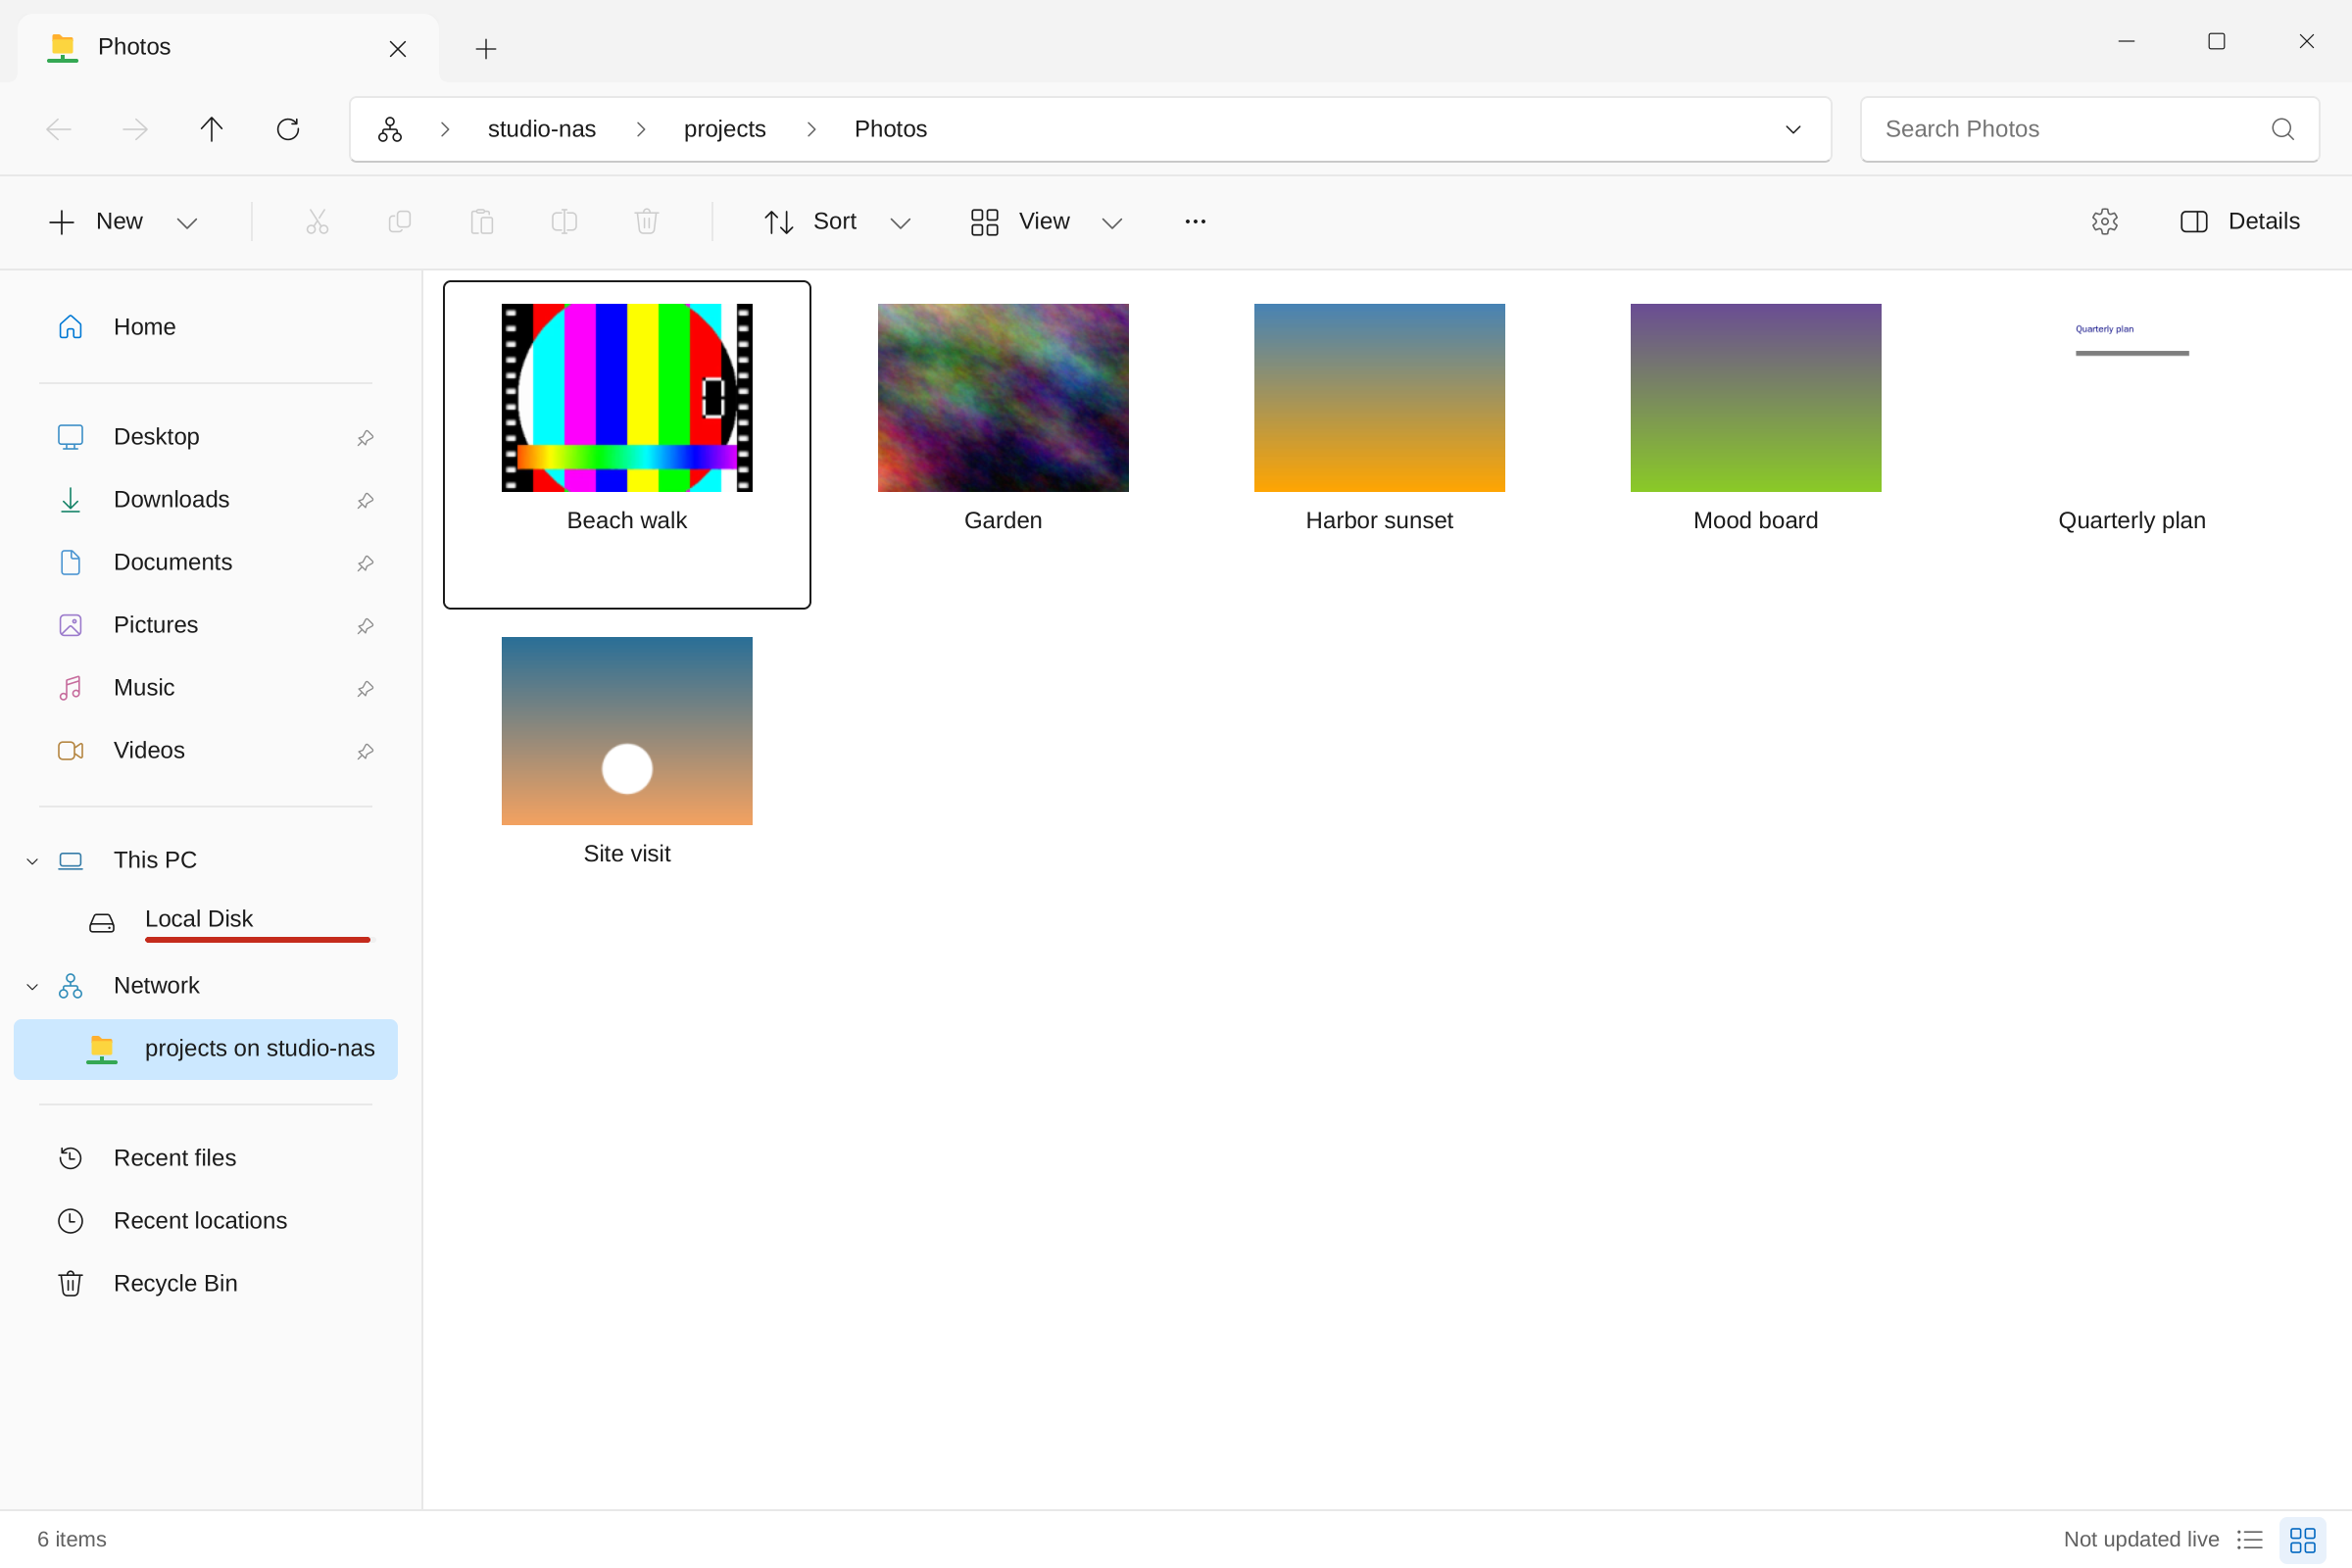 Photos
studio-nas
projects
Photos
Search Photos
New
Sort
View
Details
Home
Desktop
Downloads
Documents
Pictures
Music
Videos
This PC
Local Disk
Network
projects on studio-nas
Recent files
Recent locations
Recycle Bin
Quarterly plan
Beach walk
Garden
Harbor sunset
Mood board
Quarterly plan
Site visit
6 items
Not updated live